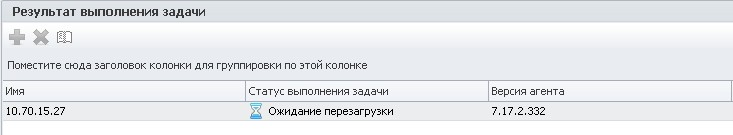 Результат выполнения задачи
Поместите сюда заголовок колонки для группировки по этой колонке
Имя Статус выполнения задачи Версия агента
10.70.15.27 Ожидание перезагрузки 7.17.2.332